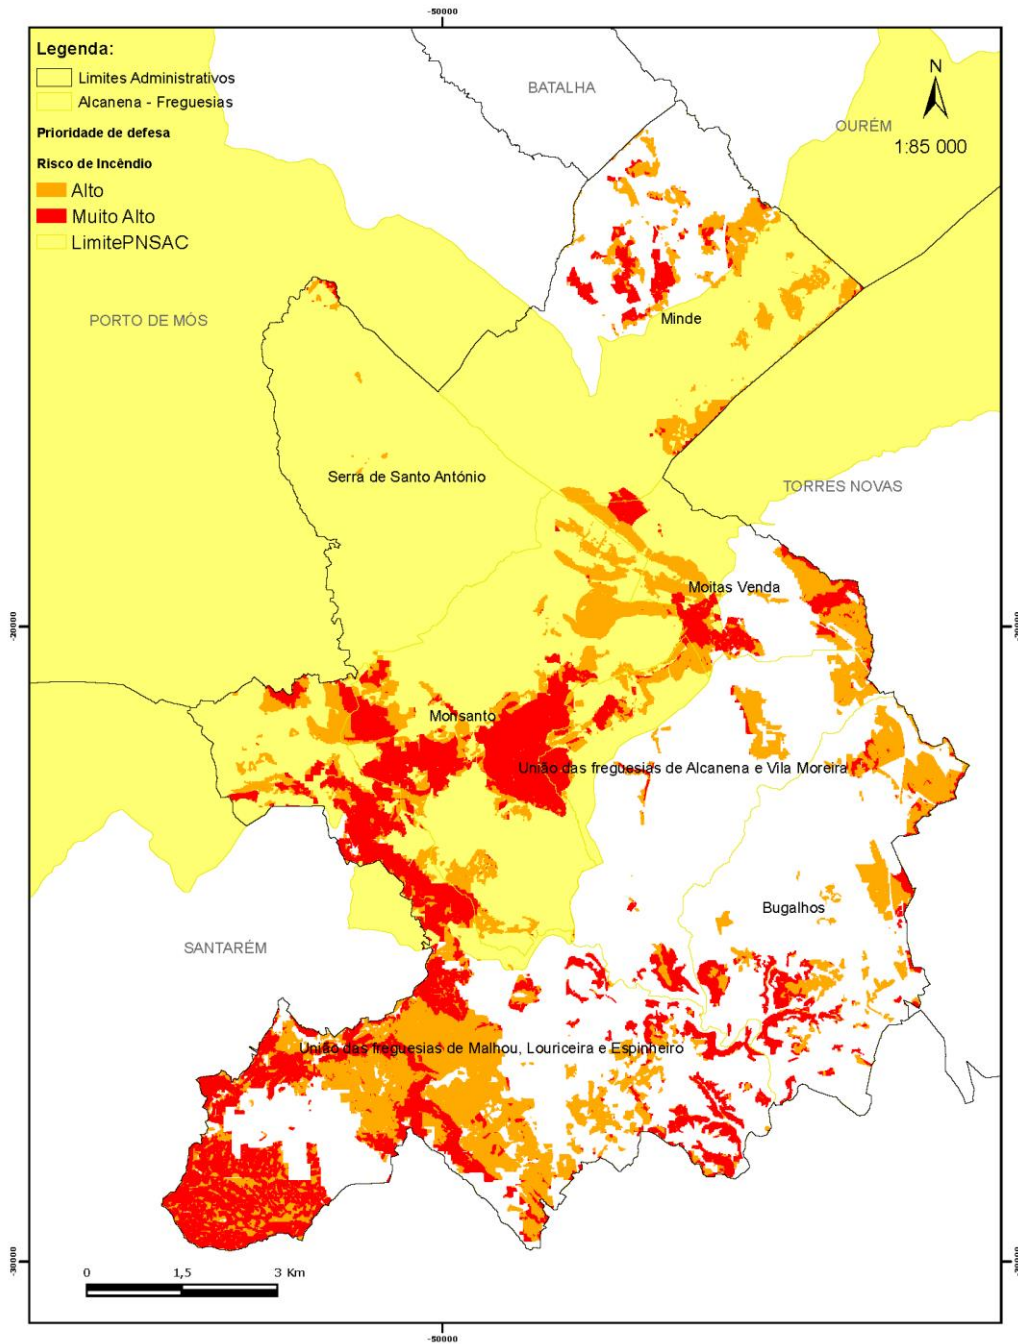 -50000
Legenda:
Limites Administrativos
Alcanena - Freguesias
Prioridade de defesa
Risco de Incêndio
Alto
Muito Alto
LimitePNSAC
BATALHA
N
OURÉM
1:85 000
PORTO DE MÓS
Minde
Serra de Santo António
TORRES NOVAS
Moitas Venda
-20000
-20000
Monsanto
União das freguesias de Alcanena e Vila Moreira
Bugalhos
SANTARÉM
União das freguesias de Malhou, Louriceira e Espinheiro
-30000
-30000
0 1,5 3 Km
-50000